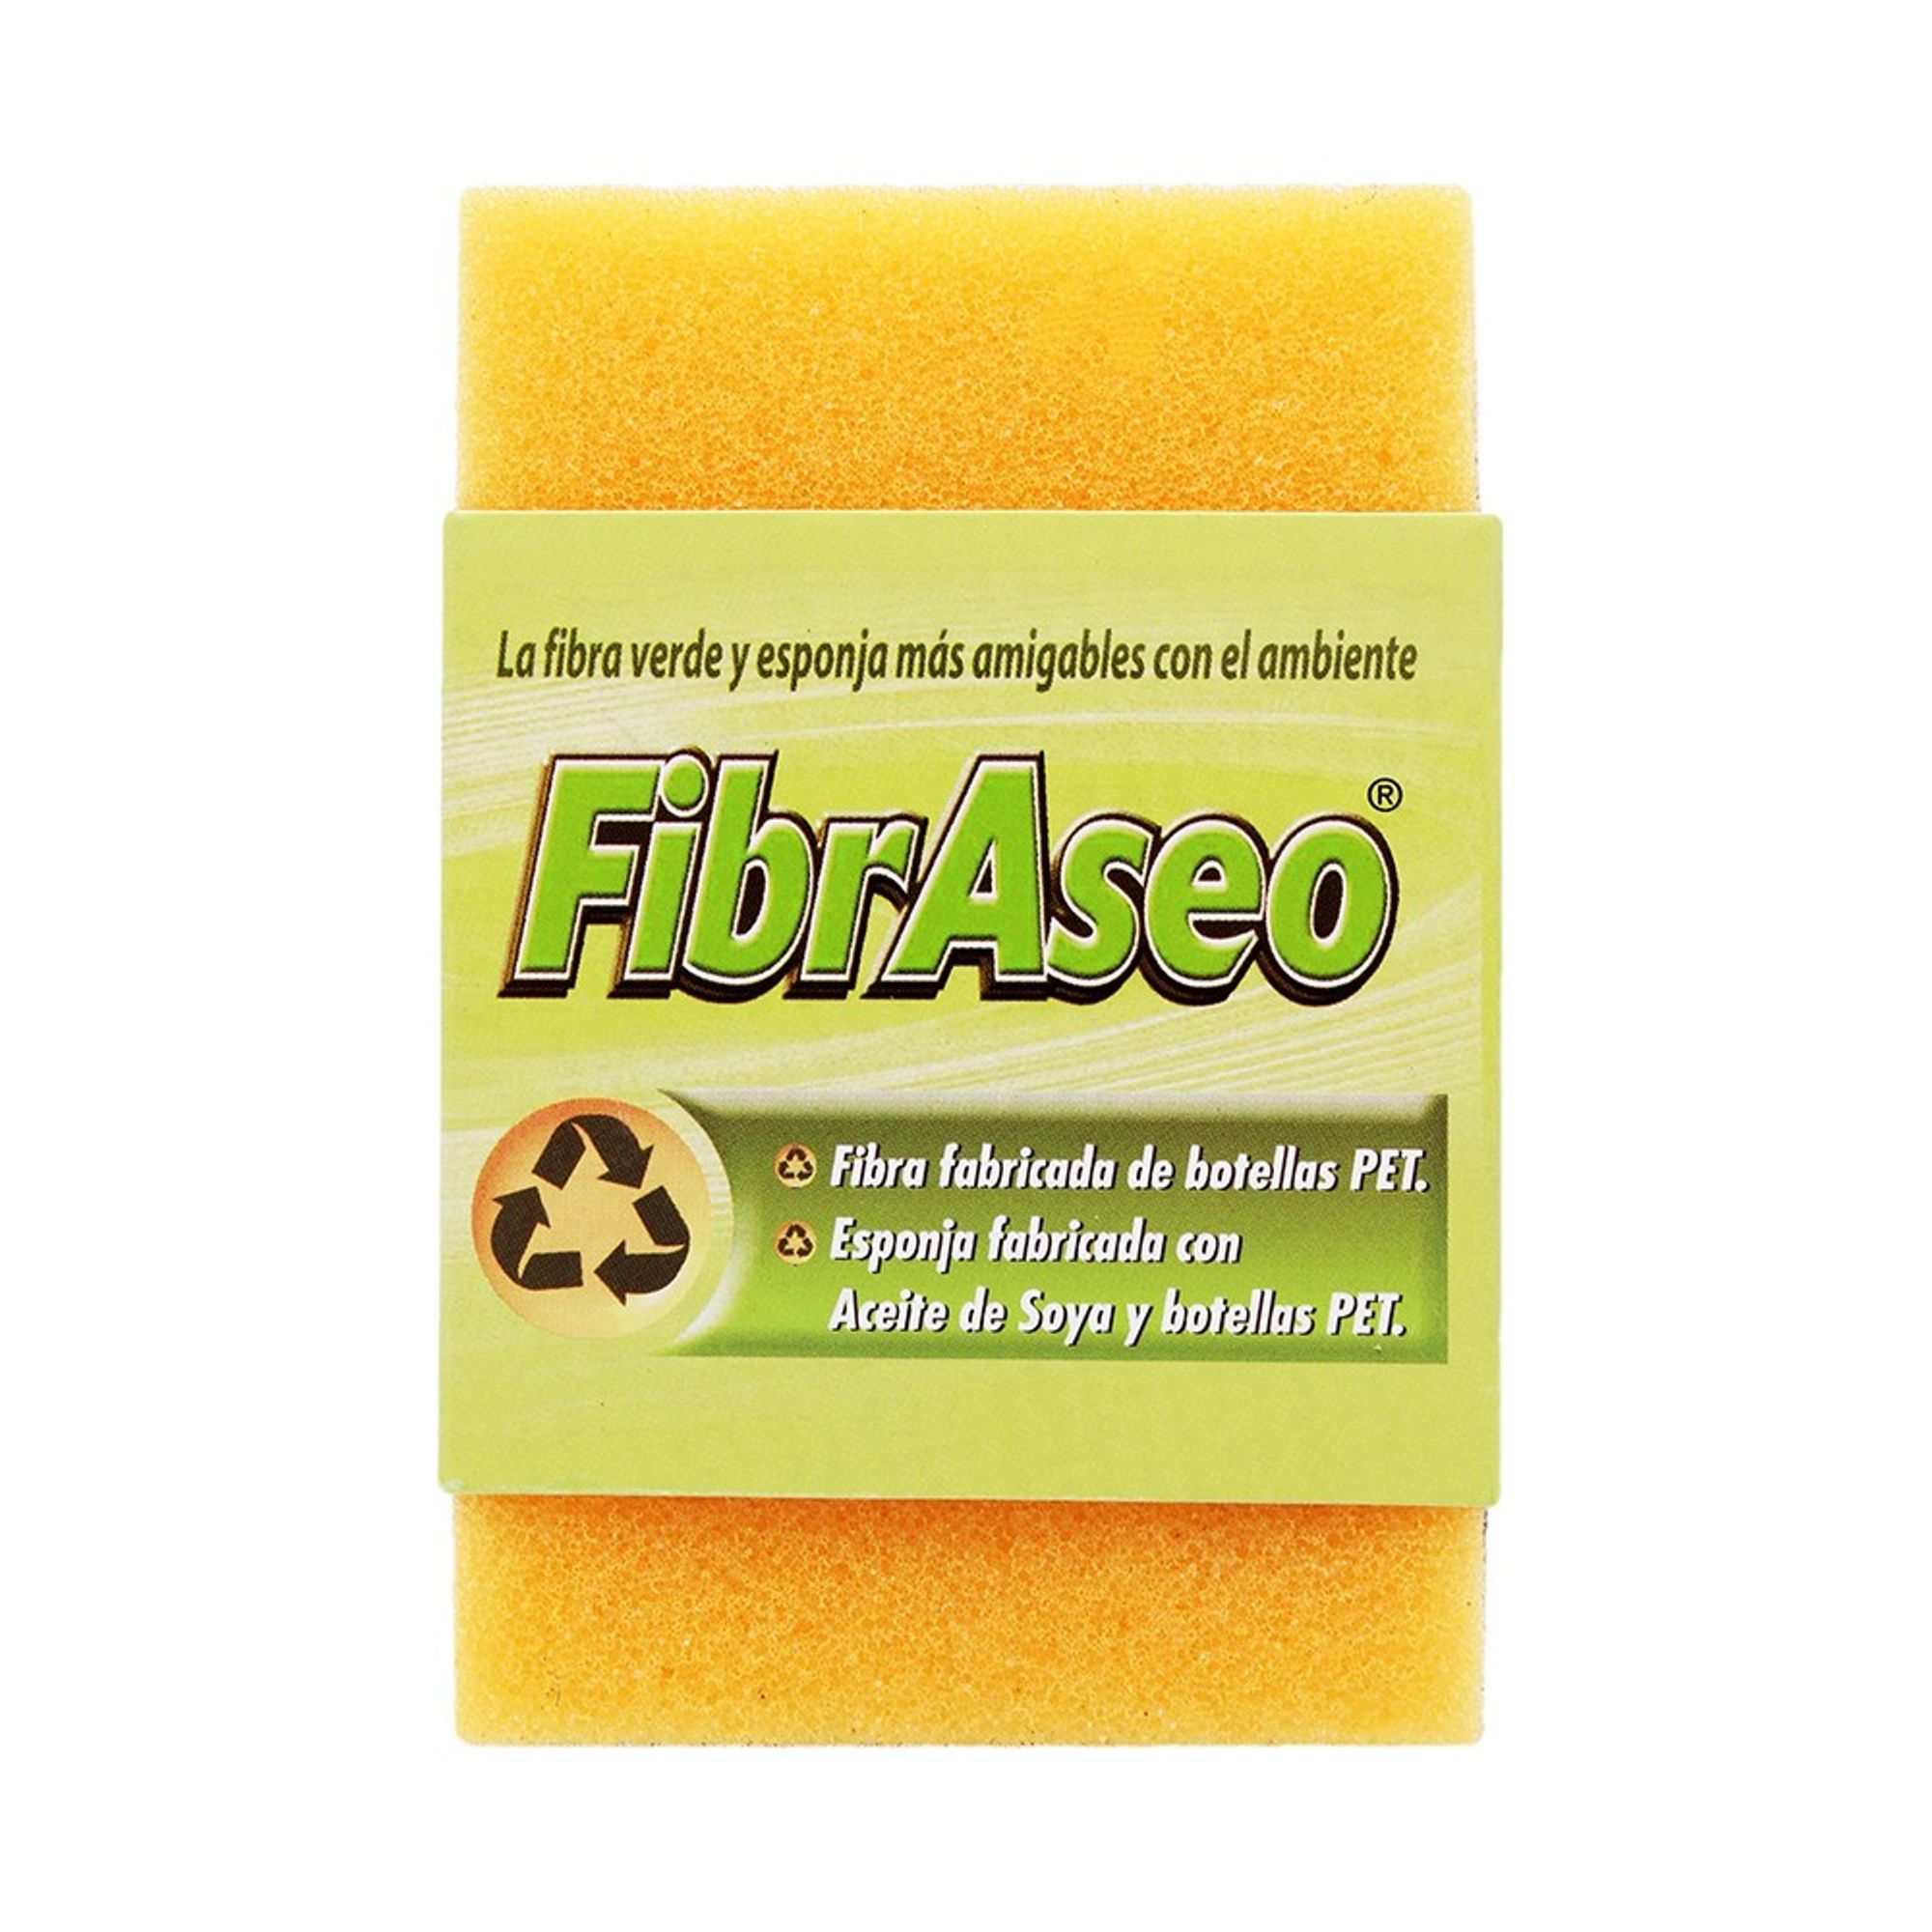 La fibra verde y esponja más amigables con el ambiente
FibrAseo®
Fibra fabricada de botellas PET.
Esponja fabricada con
Aceite de Soya y botellas PET.